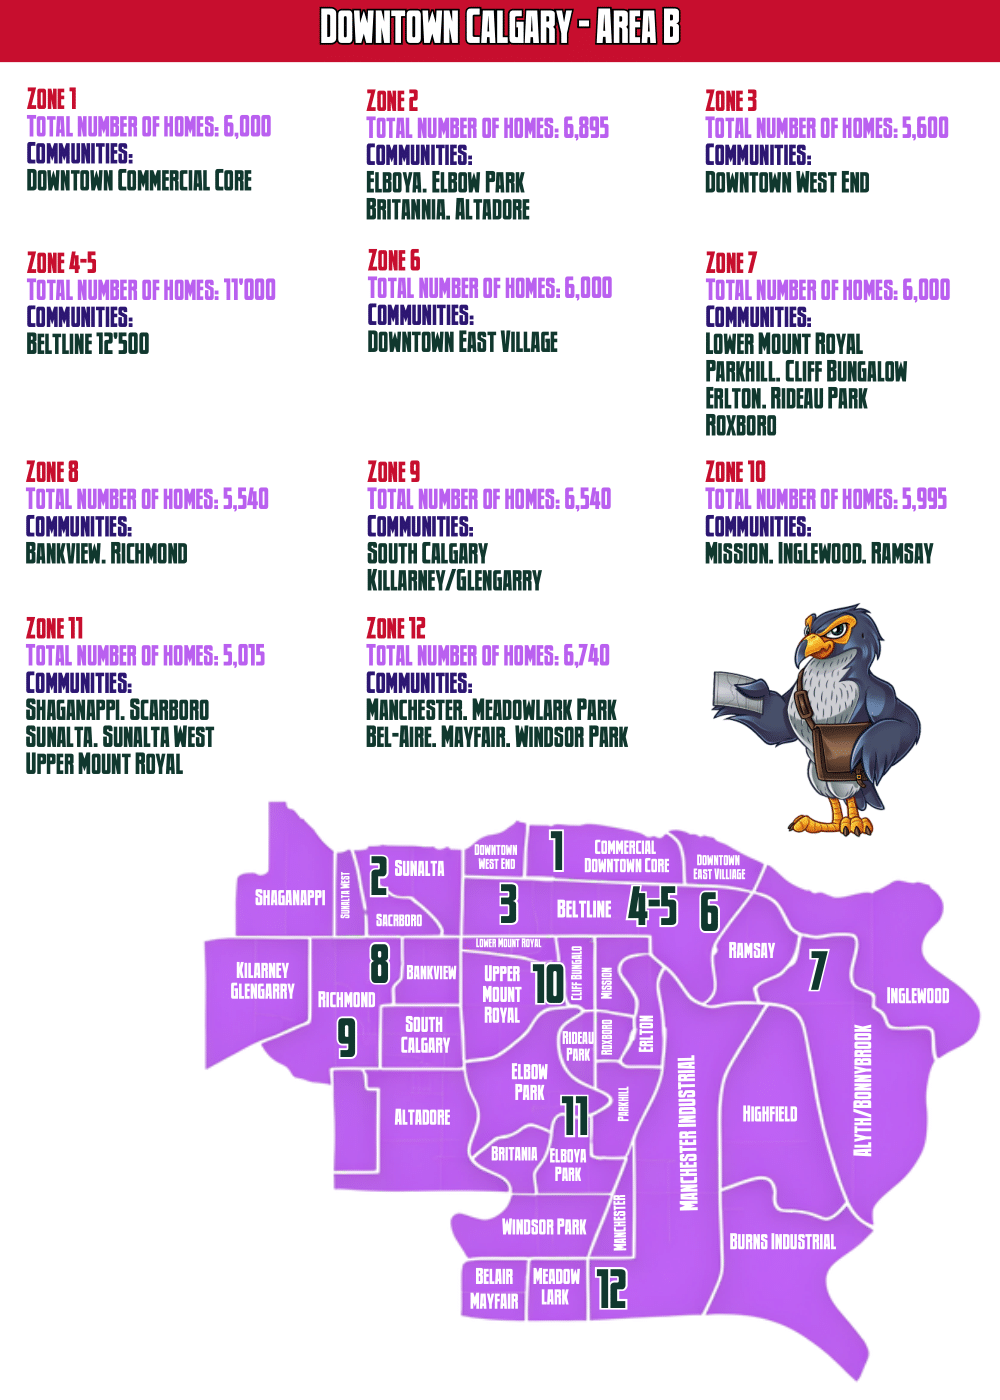 Downtown Calgary - Area B
Zone 1
Total number of homes: 6,000
Communities:
Downtown Commercial Core
Zone 2
Total number of homes: 6,895
Communities:
Elboya. Elbow Park
Britannia. Altadore
Zone 3
Total number of homes: 5,600
Communities:
Downtown West End
Zone 4-5
Total number of homes: 11'000
Communities:
Beltline 12'500
Zone 6
Total number of homes: 6,000
Communities:
Downtown East Village
Zone 7
Total number of homes: 6,000
Communities:
Lower Mount Royal
Parkhill. Cliff Bungalow
Erlton. Rideau Park
Roxboro
Zone 8
Total number of homes: 5,540
Communities:
Bankview. Richmond
Zone 9
Total number of homes: 6,540
Communities:
South Calgary
Killarney/Glengarry
Zone 10
Total number of homes: 5,995
Communities:
Mission. Inglewood. Ramsay
Zone 11
Total number of homes: 5,015
Communities:
Shaganappi. Scarboro
Sunalta. Sunalta West
Upper Mount Royal
Zone 12
Total number of homes: 6,740
Communities:
Manchester. Meadowlark Park
Bel-Aire. Mayfair. Windsor Park
Shaganappi
Sunalta West
2
Sunalta
Sacrboro
Downtown
West End
1
Commercial
Downtown Core
Downtown
East Villiage
3
Beltline
4-5
6
Ramsay
7
Inglewood
Kilarney
Glengarry
8
Richmond
9
Bankview
South
Calgary
Lower Mount Royal
Upper
Mount
Royal
10
Cliff Bungalo
Mission
Rideau
Park
Roxboro
Erlton
Elbow
Park
11
Parkhill
Altadore
Britania
Elboya
Park
Manchester Industrial
Highfield
Alyth/Bonnybrook
Windsor Park
Manchester
Burns Industrial
Belair
Mayfair
Meadow
Lark
12